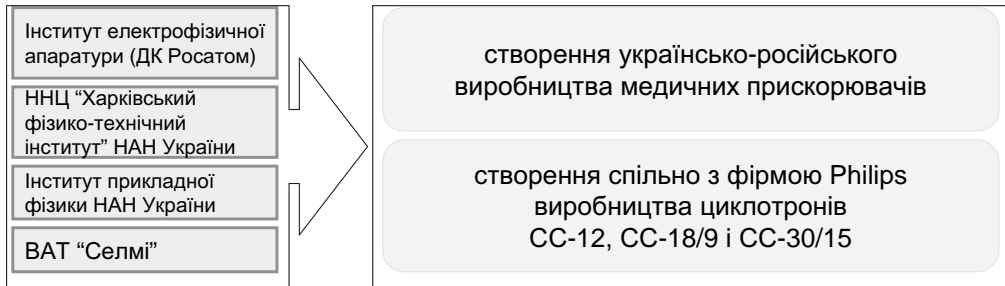 Інститут електрофізичної
апаратури (ДК Росатом)
ННЦ “Харківський
фізико-технічний
інститут” НАН України
Інститут прикладної
фізики НАН України
ВАТ “Селмі”
створення українсько-російського
виробництва медичних прискорювачів
створення спільно з фірмою Philips
виробництва циклотронів
СС-12, СС-18/9 і СС-30/15